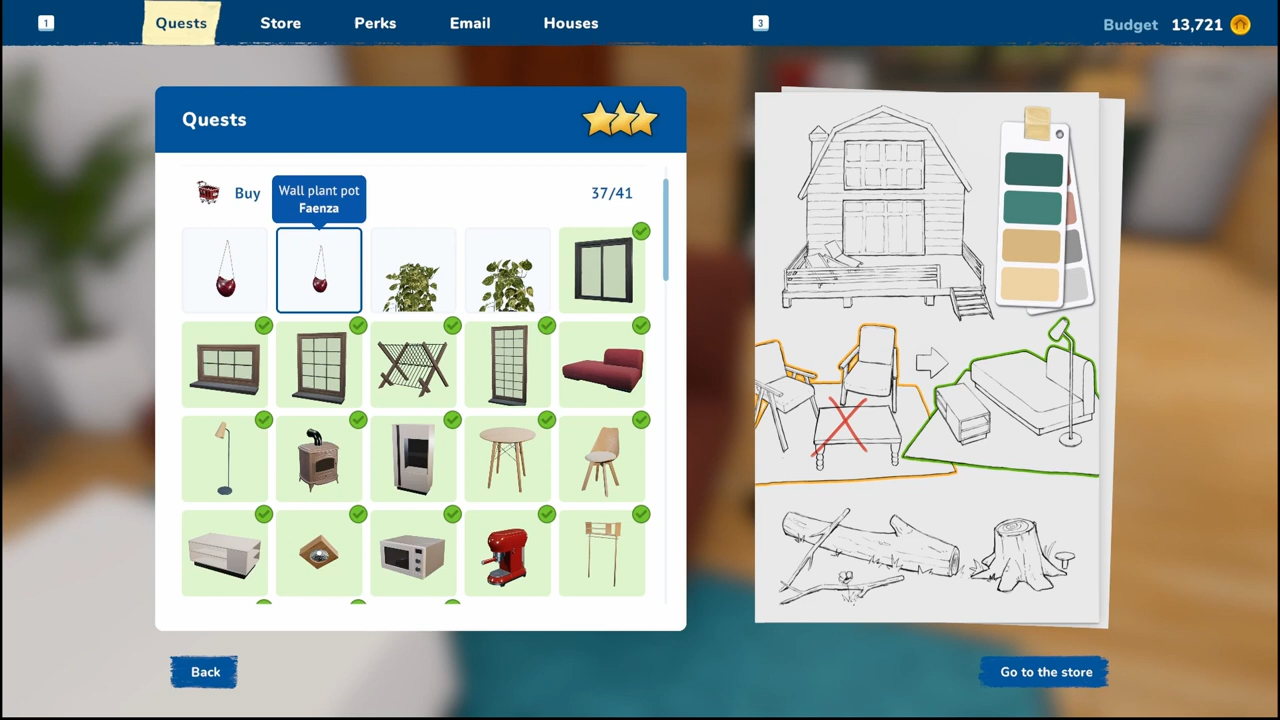 1
Quests
Store
Perks
Email
Houses
3
Budget 13,721
Quests
Buy
Wall plant pot
Faenza
37/41
Back
Go to the store